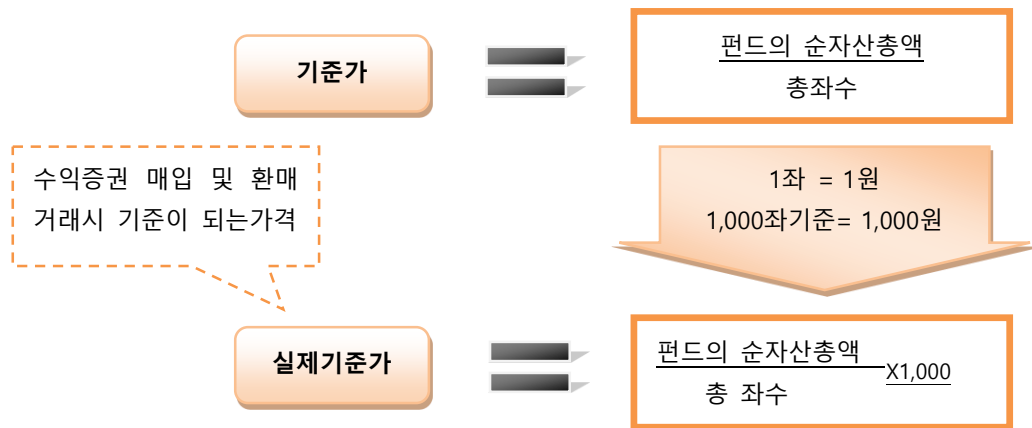 기준가
펀드의 순자산총액
총좌수
수익증권 매입 및 환매
거래시 기준이 되는가격
1좌 = 1원
1,000좌기준= 1,000원
실제기준가
펀드의 순자산총액
X1,000
총 좌수